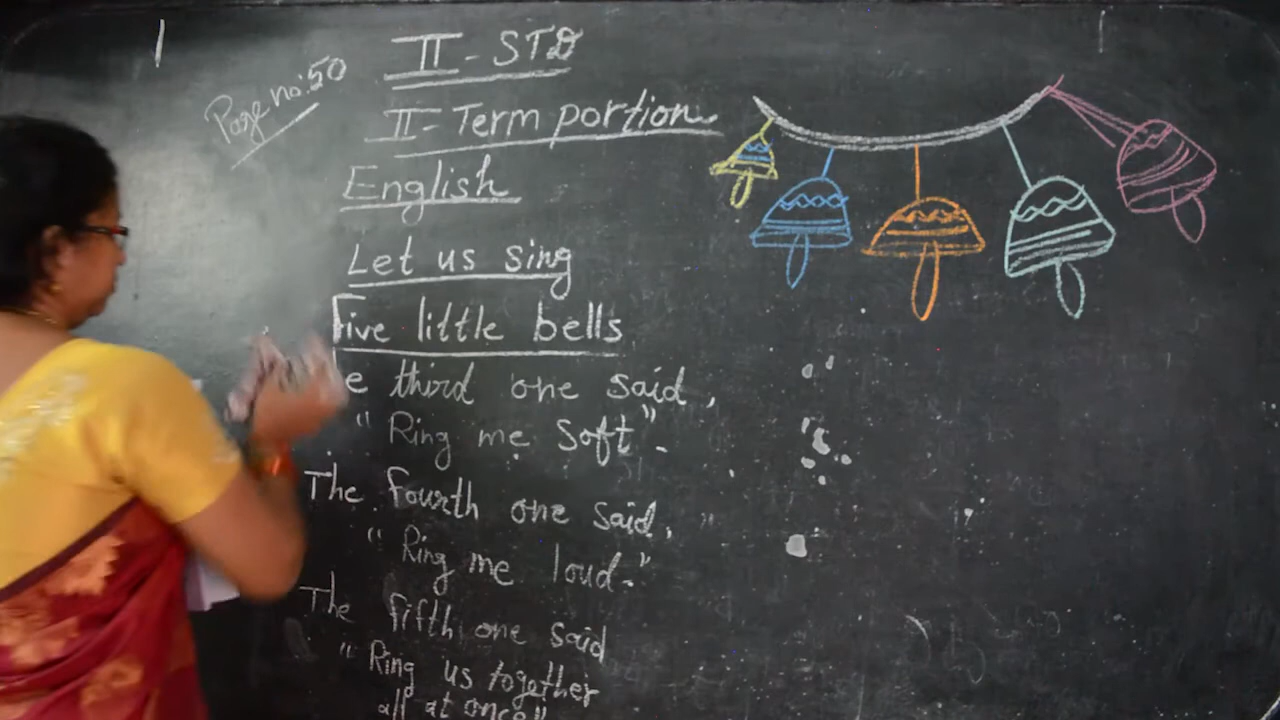 Page no:50
II - STD
II - Term portion
English
Let us sing
Five little bells
e third one said,
"Ring me soft".
The fourth one said, "
"Ring me loud."
The fifth one said
"Ring us together
all at once"